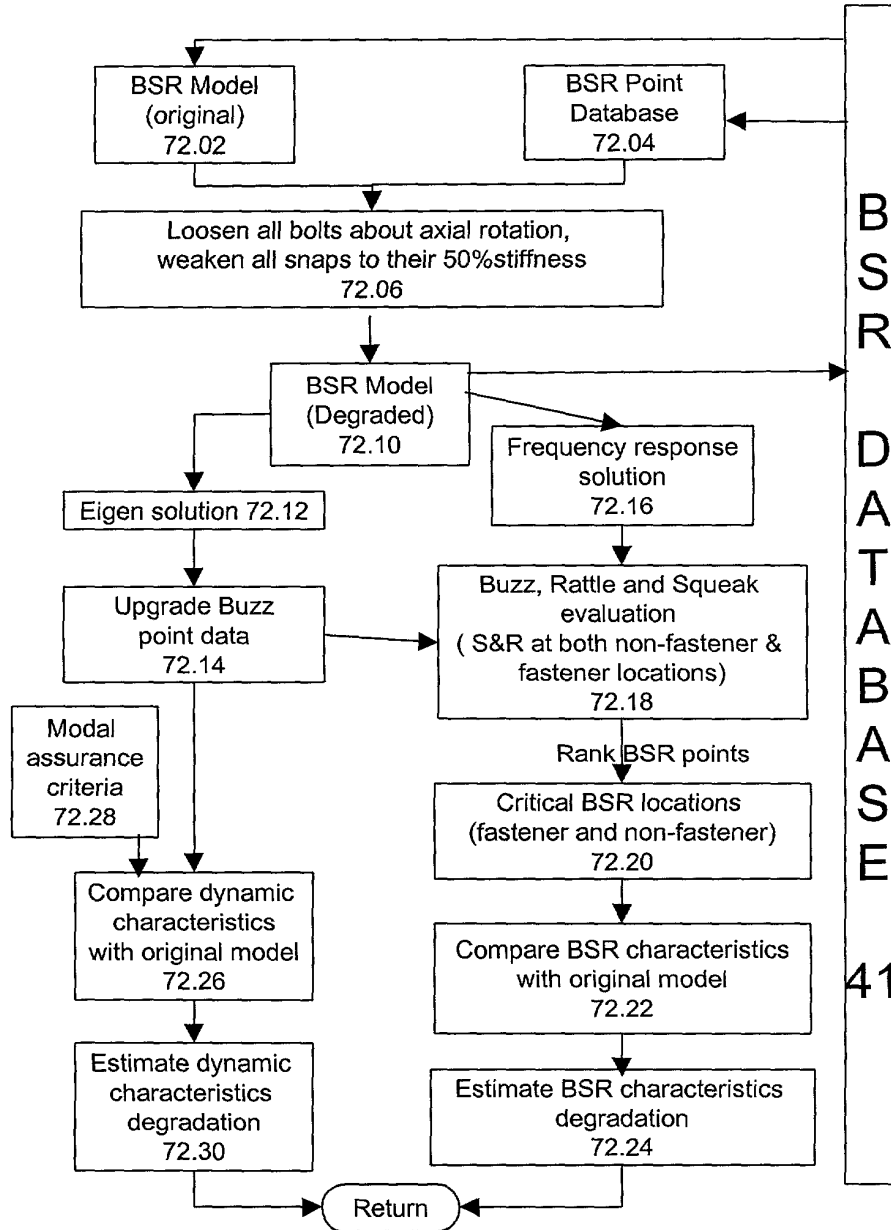 BSR Model
(original)
72.02
BSR Point
Database
72.04
Loosen all bolts about axial rotation,
weaken all snaps to their 50%stiffness
72.06
BSR Model
(Degraded)
72.10
Frequency response
solution
72.16
Eigen solution 72.12
Upgrade Buzz
point data
72.14
Buzz, Rattle and Squeak
evaluation
( S&R at both non-fastener &
fastener locations)
72.18
Modal
assurance
criteria
72.28
Rank BSR points
Critical BSR locations
(fastener and non-fastener)
72.20
Compare dynamic
characteristics
with original model
72.26
Compare BSR characteristics
with original model
72.22
Estimate dynamic
characteristics
degradation
72.30
Estimate BSR characteristics
degradation
72.24
Return
B
S
R
D
A
T
A
B
A
S
E
41